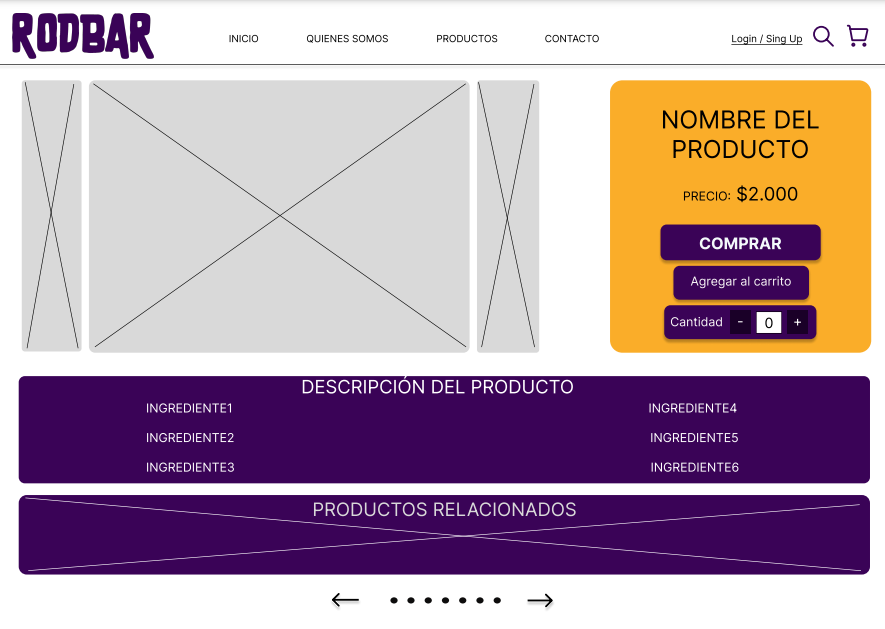 RODBAR
INICIO
QUIENES SOMOS
PRODUCTOS
CONTACTO
Login / Sing Up
NOMBRE DEL
PRODUCTO
PRECIO: $2.000
COMPRAR
Agregar al carrito
Cantidad - 0 +
DESCRIPCIÓN DEL PRODUCTO
INGREDIENTE1
INGREDIENTE2
INGREDIENTE3
INGREDIENTE4
INGREDIENTE5
INGREDIENTE6
PRODUCTOS RELACIONADOS